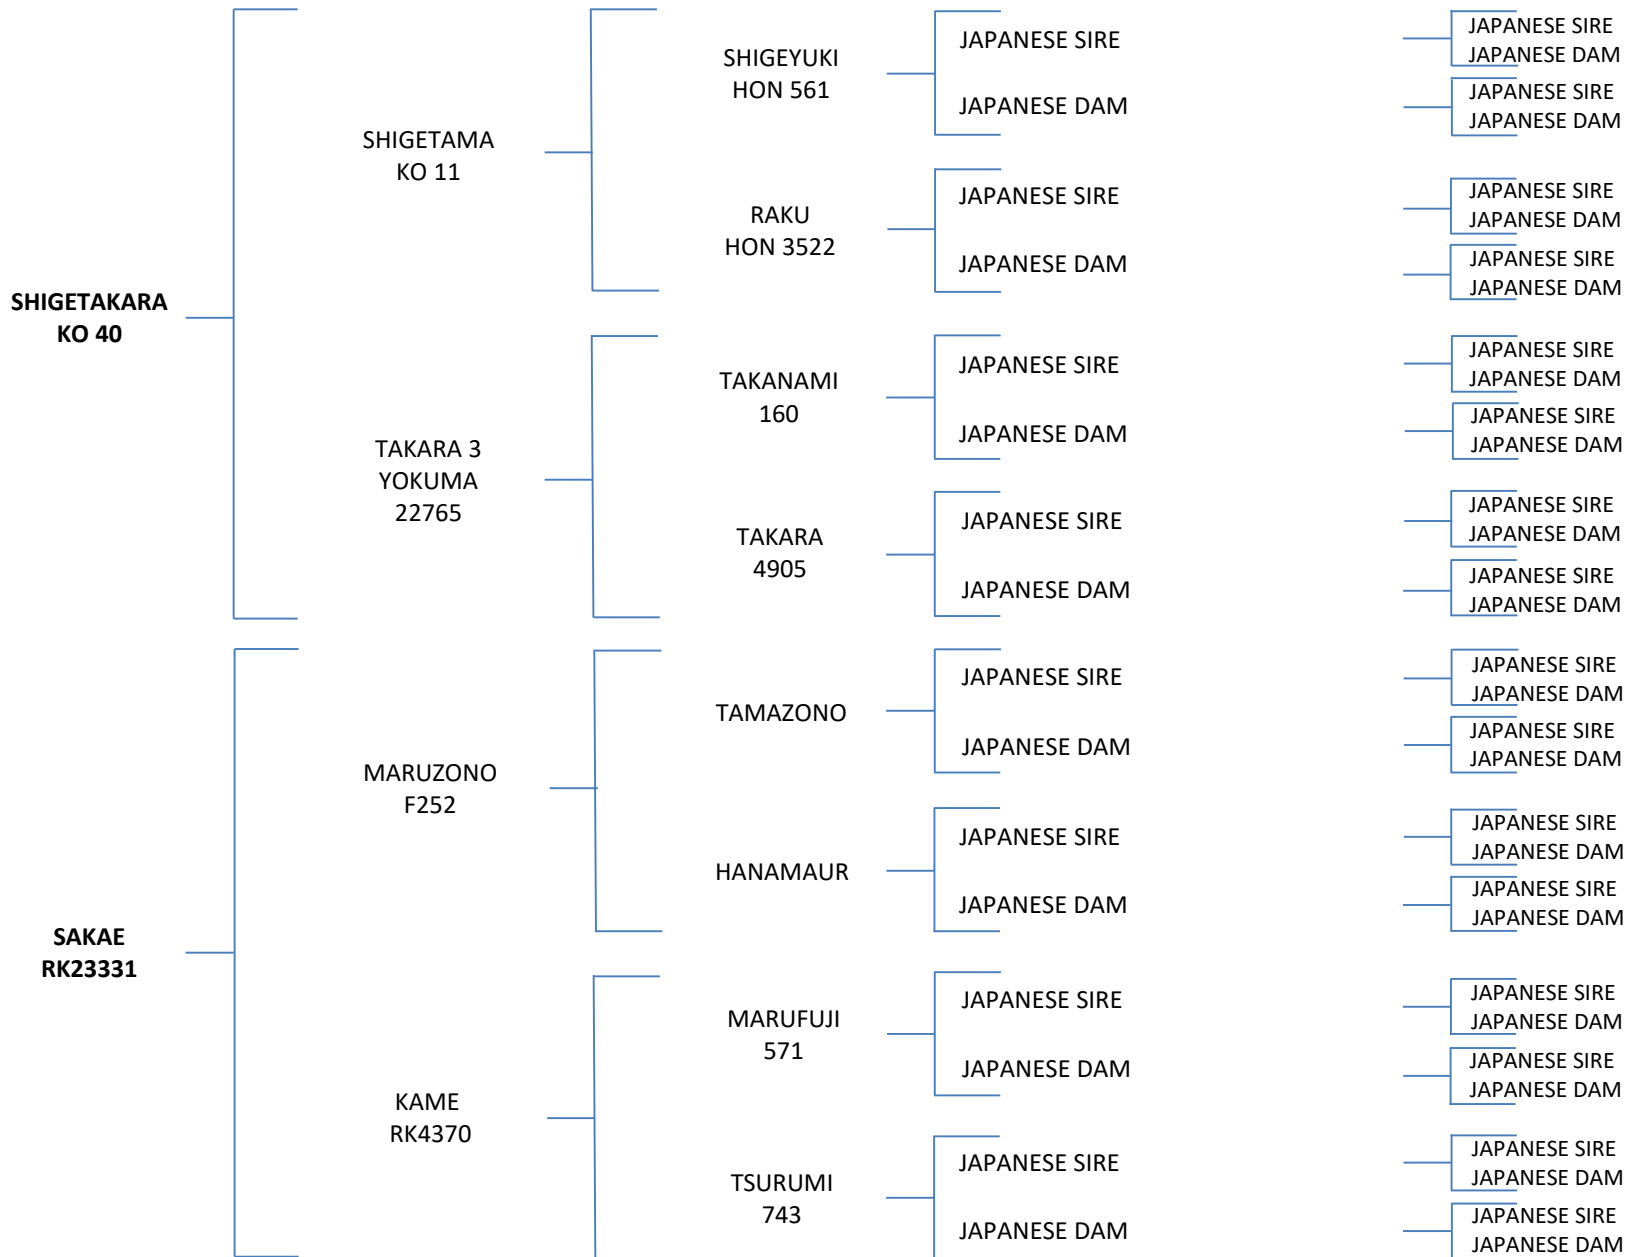 SHIGETAKARA
KO 40
SAKAE
RK23331
SHIGETAMA
KO 11
TAKARA 3
YOKUMA
22765
MARUZONO
F252
KAME
RK4370
SHIGEYUKI
HON 561
RAKU
HON 3522
TAKANAMI
160
TAKARA
4905
TAMAZONO
HANAMAUR
MARUFUJI
571
TSURUMI
743
JAPANESE SIRE
JAPANESE DAM
JAPANESE SIRE
JAPANESE DAM
JAPANESE SIRE
JAPANESE DAM
JAPANESE SIRE
JAPANESE DAM
JAPANESE SIRE
JAPANESE DAM
JAPANESE SIRE
JAPANESE DAM
JAPANESE SIRE
JAPANESE DAM
JAPANESE SIRE
JAPANESE DAM
JAPANESE SIRE
JAPANESE DAM
JAPANESE SIRE
JAPANESE DAM
JAPANESE SIRE
JAPANESE DAM
JAPANESE SIRE
JAPANESE DAM
JAPANESE SIRE
JAPANESE DAM
JAPANESE SIRE
JAPANESE DAM
JAPANESE SIRE
JAPANESE DAM
JAPANESE SIRE
JAPANESE DAM
JAPANESE SIRE
JAPANESE DAM
JAPANESE SIRE
JAPANESE DAM
JAPANESE SIRE
JAPANESE DAM
JAPANESE SIRE
JAPANESE DAM
JAPANESE SIRE
JAPANESE DAM
JAPANESE SIRE
JAPANESE DAM
JAPANESE SIRE
JAPANESE DAM
JAPANESE SIRE
JAPANESE DAM